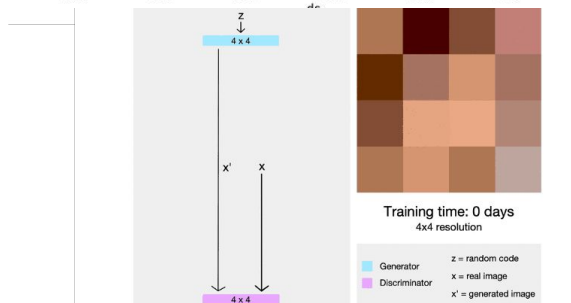 z
4 x 4
x'
x
4 x 4
Training time: 0 days
4x4 resolution
Generator
Discriminator
z = random code
x = real image
x' = generated image